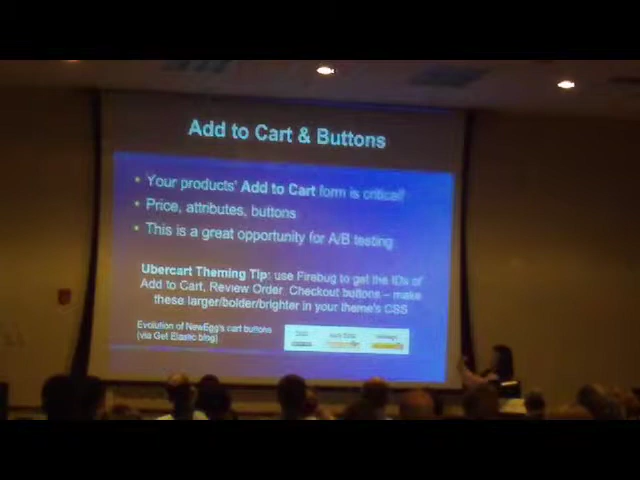 Add to Cart & Buttons
Your products' Add to Cart form is critical!
Price, attributes, buttons
This is a great opportunity for A/B testing
Ubercart Theming Tip: use Firebug to get the IDs of
Add to Cart, Review Order Checkout buttons – make
these larger/bolder/brighter in your theme's CSS
Evolution of NewEgg's cart buttons
(via Get Elastic blog)